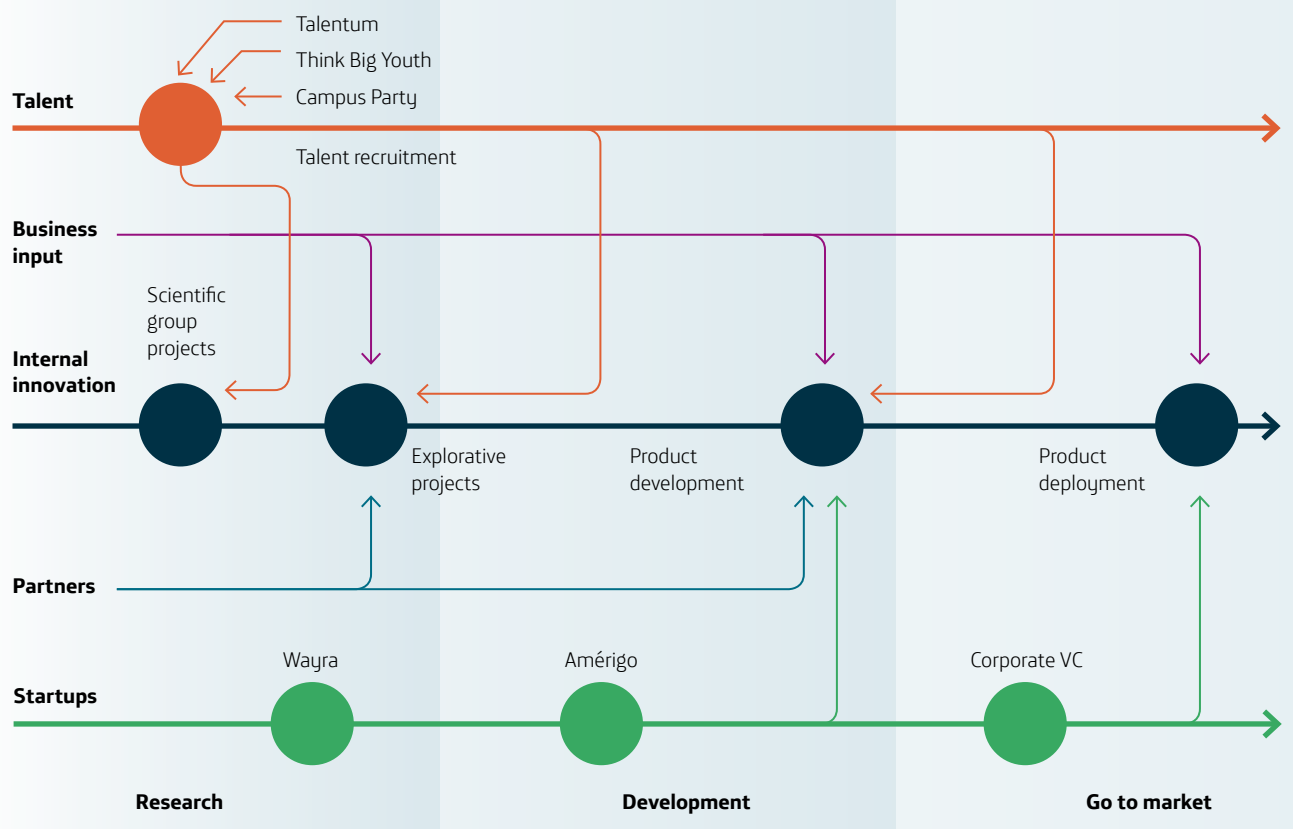 Talentum
Think Big Youth
Talent
Campus Party
Talent recruitment
Business
input
Scientific
group
projects
Internal
innovation
Explorative
projects
Product
development
Product
deployment
Partners
Wayra
Amérigo
Corporate VC
Startups
Research
Development
Go to market